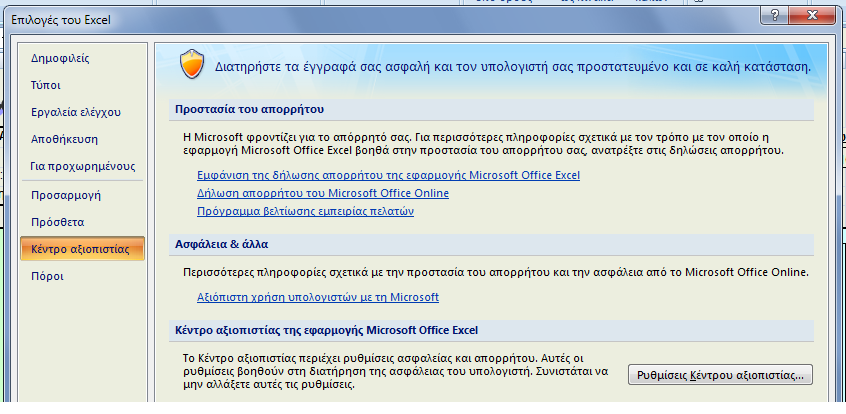 Επιλογές του Excel
Δημοφιλείς
Τύποι
Εργαλεία ελέγχου
Αποθήκευση
Για προχωρημένους
Προσαρμογή
Πρόσθετα
Κέντρο αξιοπιστίας
Πόροι
Διατηρήστε τα έγγραφά σας ασφαλή και τον υπολογιστή σας προστατευμένο και σε καλή κατάσταση.
Προστασία του απορρήτου
Η Microsoft φροντίζει για το απόρρητό σας. Για περισσότερες πληροφορίες σχετικά με τον τρόπο με τον οποίο η
εφαρμογή Microsoft Office Excel βοηθά στην προστασία του απορρήτου σας, ανατρέξτε στις δηλώσεις απορρήτου.
Εμφάνιση της δήλωσης απορρήτου της εφαρμογής Microsoft Office Excel
Δήλωση απορρήτου του Microsoft Office Online
Πρόγραμμα βελτίωσης εμπειρίας πελατών
Ασφάλεια & άλλα
Περισσότερες πληροφορίες σχετικά με την προστασία του απορρήτου και την ασφάλεια από το Microsoft Office Online.
Αξιόπιστη χρήση υπολογιστών με τη Microsoft
Κέντρο αξιοπιστίας της εφαρμογής Microsoft Office Excel
Το Κέντρο αξιοπιστίας περιέχει ρυθμίσεις ασφαλείας και απορρήτου. Αυτές οι
ρυθμίσεις βοηθούν στη διατήρηση της ασφάλειας του υπολογιστή. Συνιστάται να
μην αλλάξετε αυτές τις ρυθμίσεις.
Ρυθμίσεις Κέντρου αξιοπιστίας...